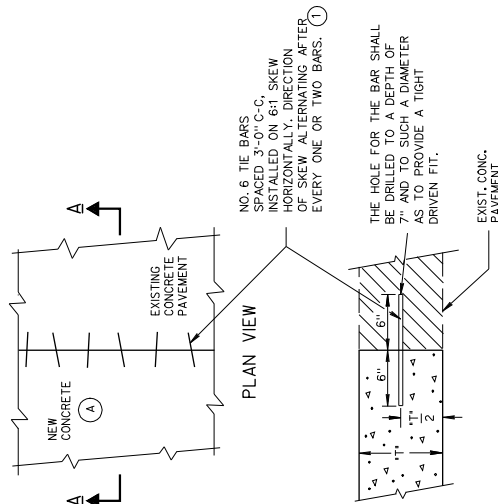 A
A
NEW
CONCRETE
A
EXISTING
CONCRETE
PAVEMENT
PLAN VIEW
NO. 6 TIE BARS
SPACED 3'-0" C-C,
INSTALLED ON 6:1 SKEW
HORIZONTALLY. DIRECTION
OF SKEW ALTERNATING AFTER
EVERY ONE OR TWO BARS. 1
6"
6"
"T"
"T"
2
THE HOLE FOR THE BAR SHALL
BE DRILLED TO A DEPTH OF
7" AND TO SUCH A DIAMETER
AS TO PROVIDE A TIGHT
DRIVEN FIT.
EXIST. CONC.
PAVEMENT